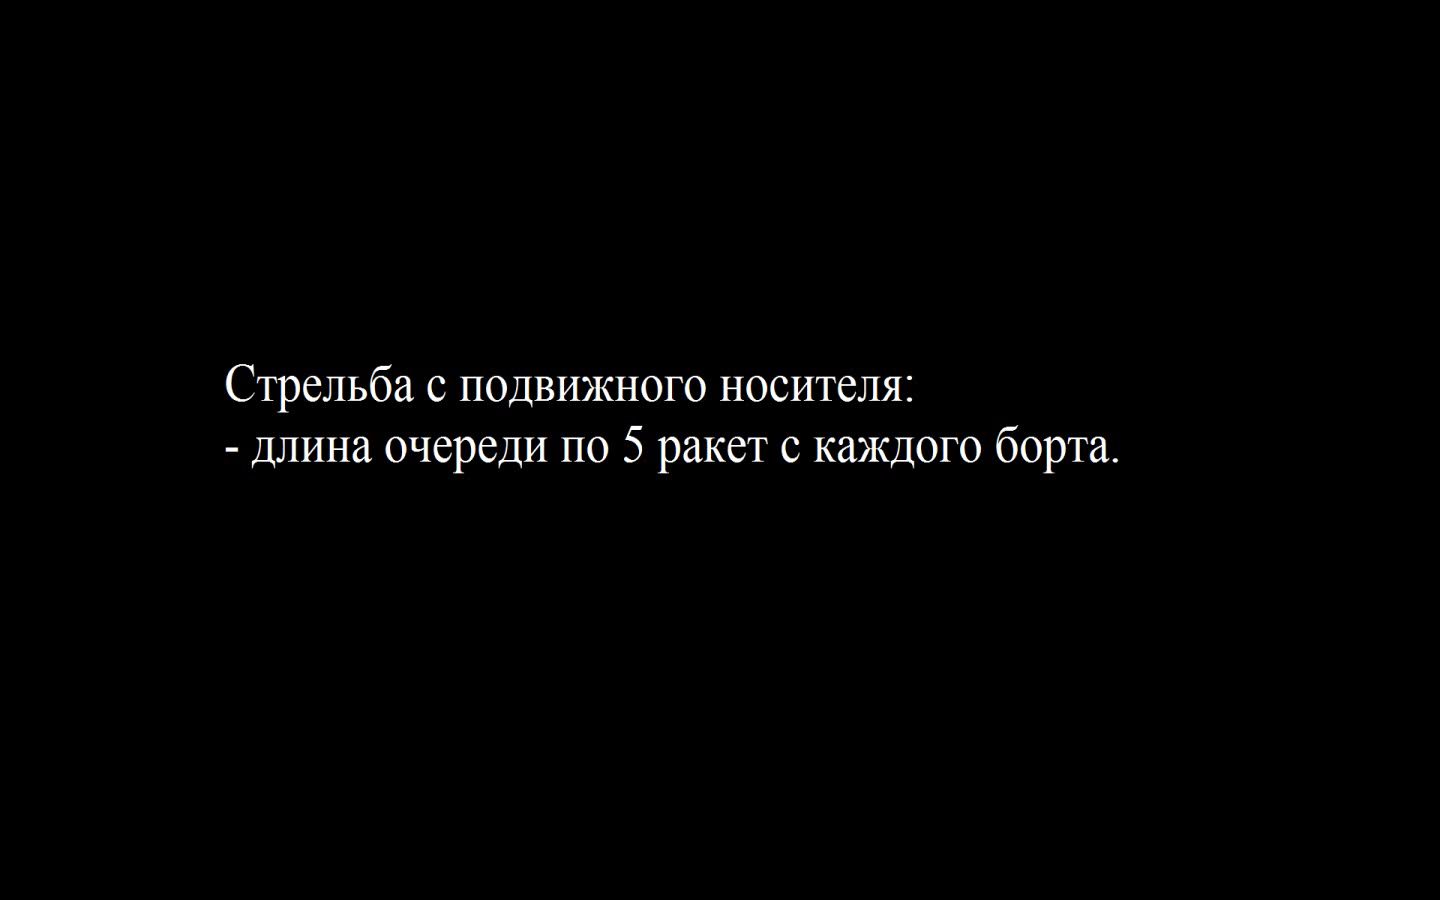 Стрельба с подвижного носителя:
- длина очереди по 5 ракет с каждого борта.